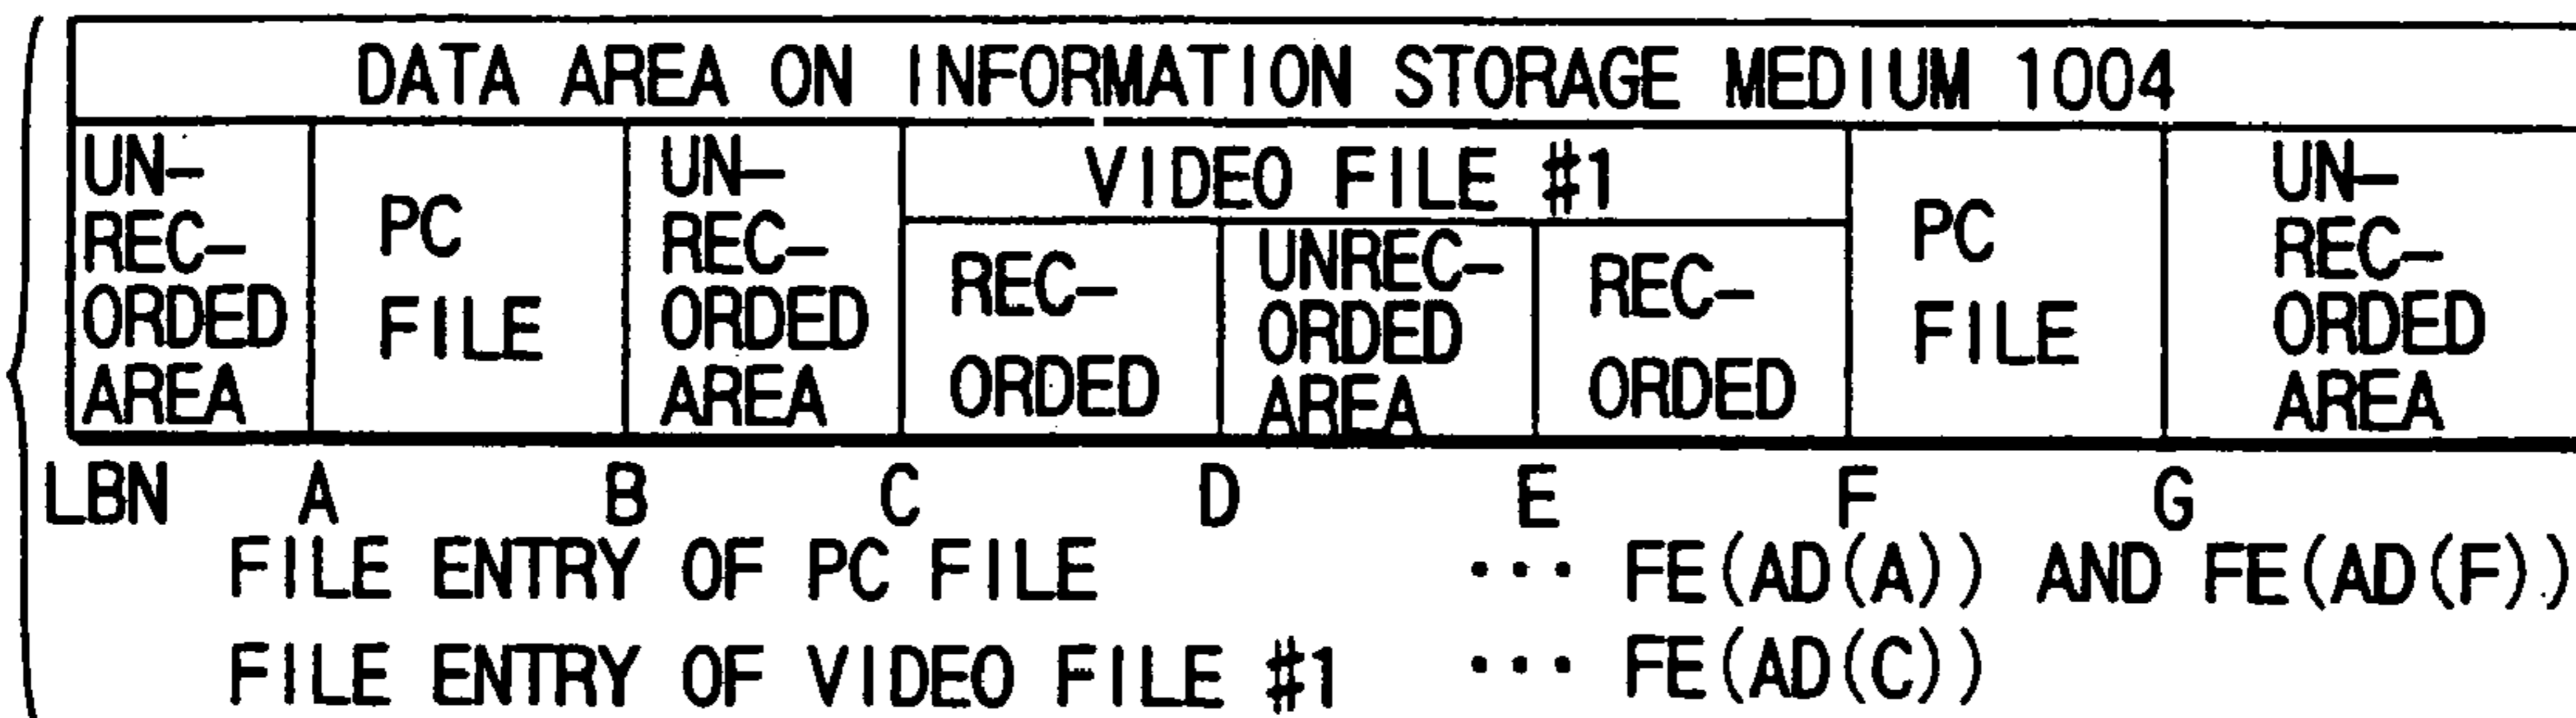 DATA AREA ON INFORMATION STORAGE MEDIUM 1004
UN-
REC-
ORDED
AREA
PC
FILE
UN-
REC-
ORDED
AREA
VIDEO FILE #1
REC-
ORDED
UNREC-
ORDED
AREA
REC-
ORDED
PC
FILE
UN-
REC-
ORDED
AREA
LBN A B C D E F G
FILE ENTRY OF PC FILE ··· FE(AD(A)) AND FE(AD(F))
FILE ENTRY OF VIDEO FILE #1 ··· FE(AD(C))